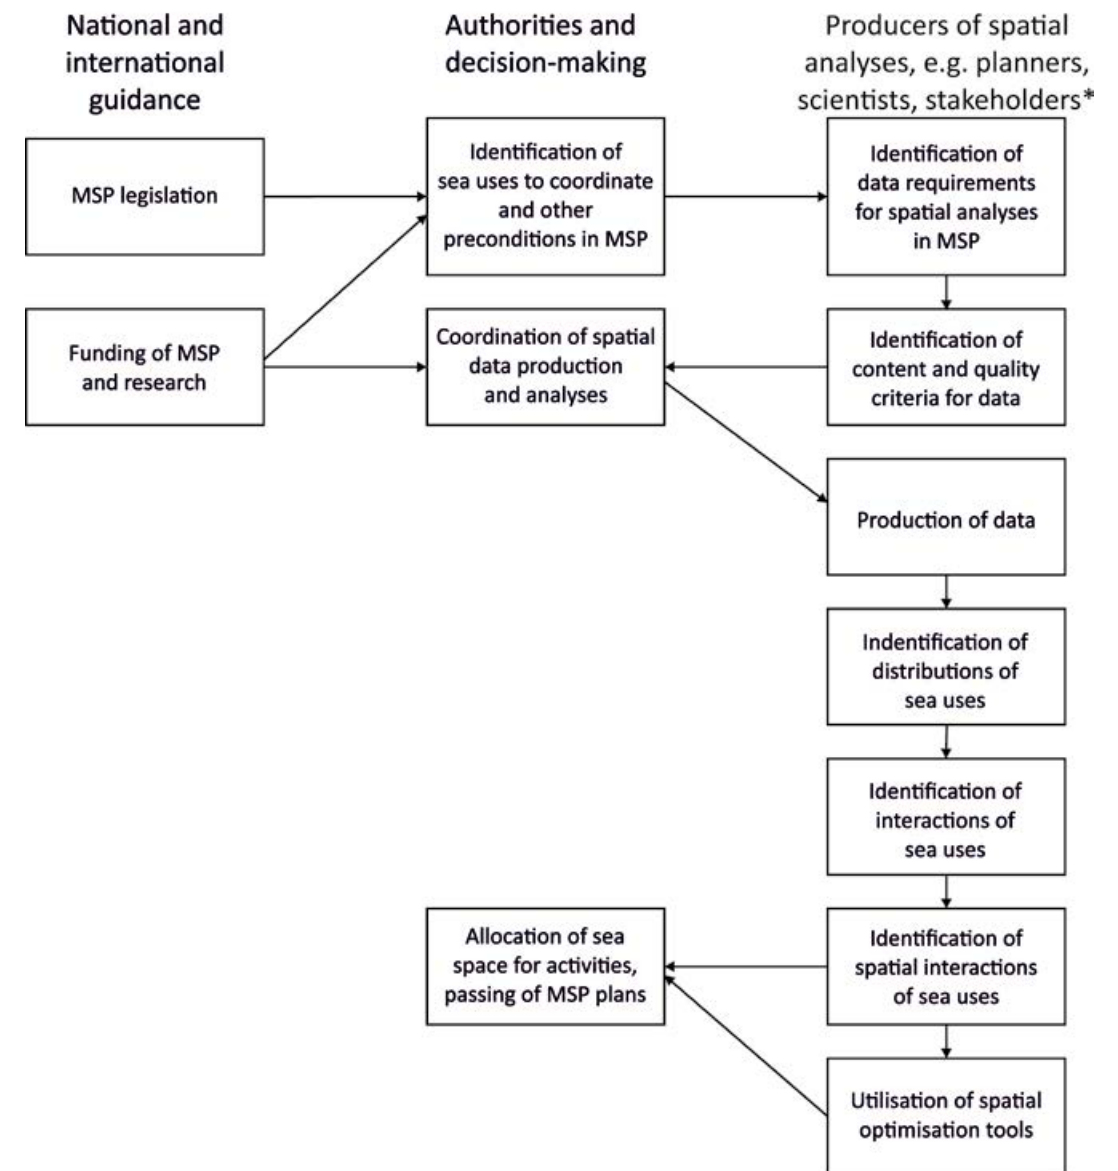 National and
international
guidance
Authorities and
decision-making
Producers of spatial
analyses, e.g. planners,
scientists, stakeholders*
MSP legislation
Identification of
sea uses to coordinate
and other
preconditions in MSP
Identification of
data requirements
for spatial analyses
in MSP
Funding of MSP
and research
Coordination of spatial
data production
and analyses
Identification of
content and quality
criteria for data
Production of data
Indentification of
distributions of
sea uses
Identification of
interactions of
sea uses
Allocation of sea
space for activities,
passing of MSP plans
Identification of
spatial interactions
of sea uses
Utilisation of spatial
optimisation tools